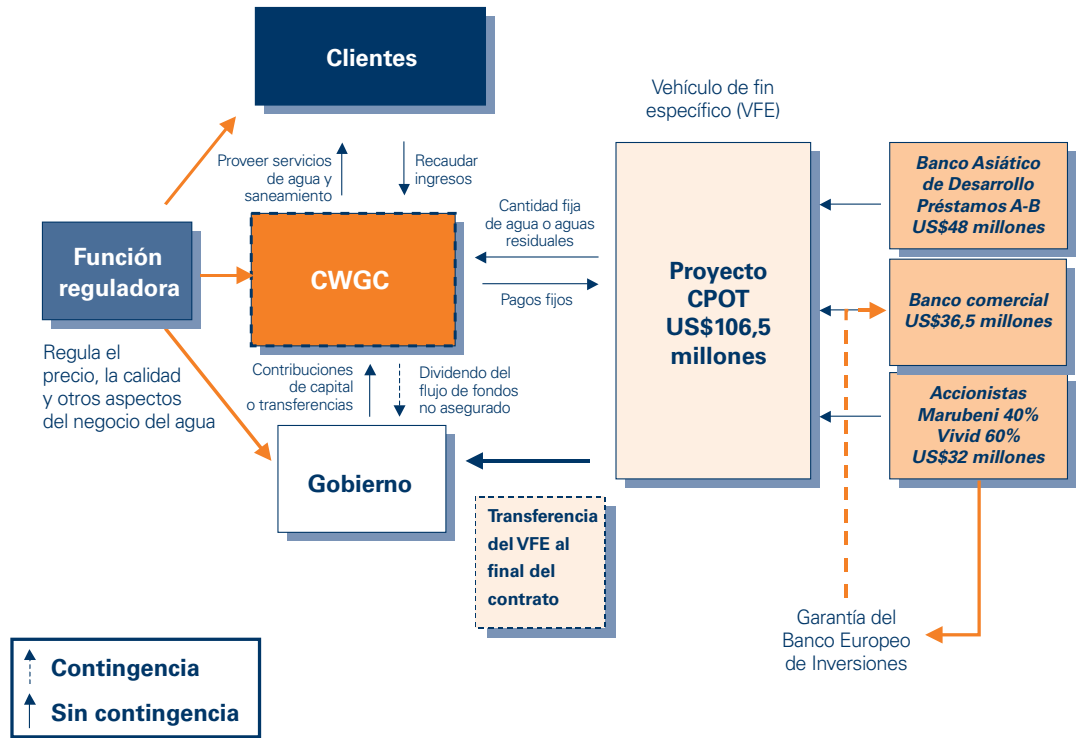 Clientes
Vehículo de fin
específico (VFE)
Proveer servicios
de agua y
saneamiento
Recaudar
ingresos
Función
reguladora
CWGC
Cantidad fija
de agua o aguas
residuales
Pagos fijos
Proyecto
CPOT
US$106,5
millones
Banco Asiático
de Desarrollo
Préstamos A-B
US$48 millones
Banco comercial
US$36,5 millones
Accionistas
Marubeni 40%
Vivid 60%
US$32 millones
Regula el
precio, la calidad
y otros aspectos
del negocio del agua
Contribuciones
de capital
o transferencias
Dividendo del
flujo de fondos
no asegurado
Gobierno
Transferencia
del VFE al
final del
contrato
Garantía del
Banco Europeo
de Inversiones
Contingencia
Sin contingencia